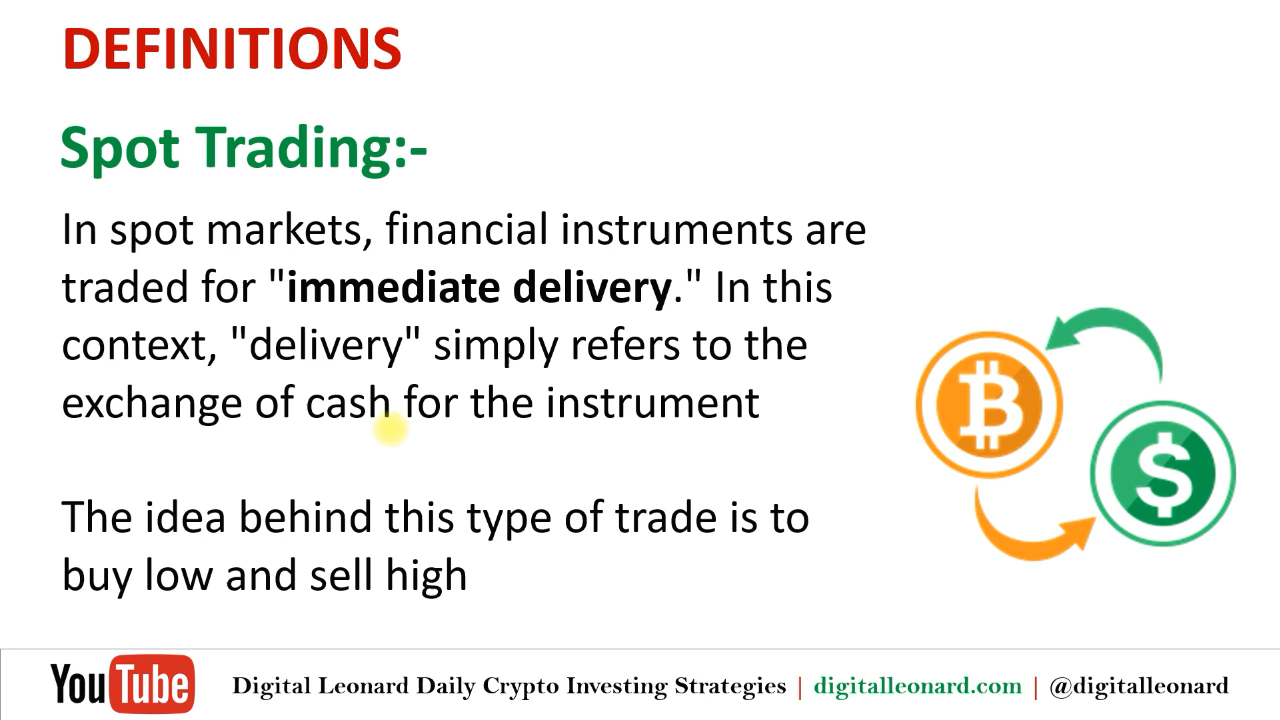 DEFINITIONS
Spot Trading:-
In spot markets, financial instruments are
traded for "immediate delivery." In this
context, "delivery" simply refers to the
exchange of cash for the instrument
The idea behind this type of trade is to
buy low and sell high
YouTube Digital Leonard Daily Crypto Investing Strategies | digitalleonard.com | @digitalleonard